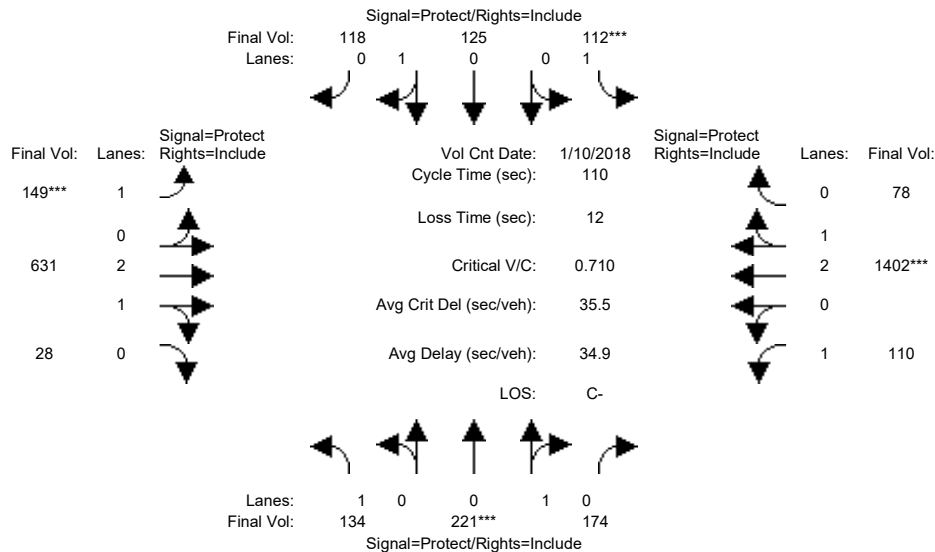 Signal=Protect/Rights=Include
Final Vol: 118 125 112***
Lanes: 0 1 0 0 1
Signal=Protect
Final Vol: Lanes: Rights=Include
Vol Cnt Date: 1/10/2018
Signal=Protect
Rights=Include Lanes: Final Vol:
Cycle Time (sec): 110
149*** 1
0 78
Loss Time (sec): 12
0
1
631 2
Critical V/C: 0.710
2 1402***
1
Avg Crit Del (sec/veh): 35.5
0
28 0
Avg Delay (sec/veh): 34.9
1 110
LOS: C-
Lanes: 1 0 0 1 0
Final Vol: 134 221*** 174
Signal=Protect/Rights=Include